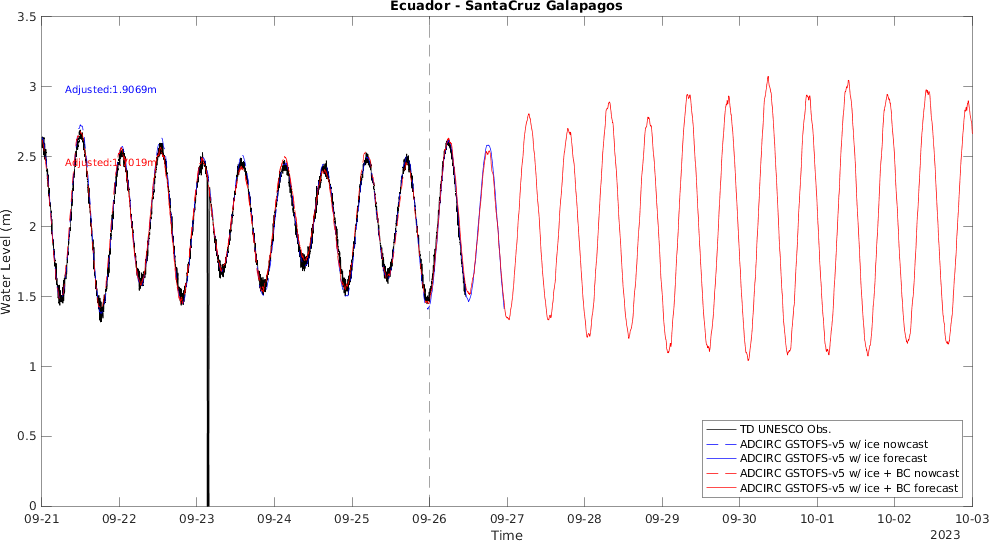 Ecuador - SantaCruz Galapagos
3.5
3
2.5
2
1.5
1
0.5
0
Water Level (m)
Adjusted:1.9069m
Adjusted:1.7019m
TD UNESCO Obs.
ADCIRC GSTOFS-v5 w/ ice nowcast
ADCIRC GSTOFS-v5 w/ ice forecast
ADCIRC GSTOFS-v5 w/ ice + BC nowcast
ADCIRC GSTOFS-v5 w/ ice + BC forecast
09-21 09-22 09-23 09-24 09-25 09-26 09-27 09-28 09-29 09-30 10-01 10-02 10-03
Time
2023